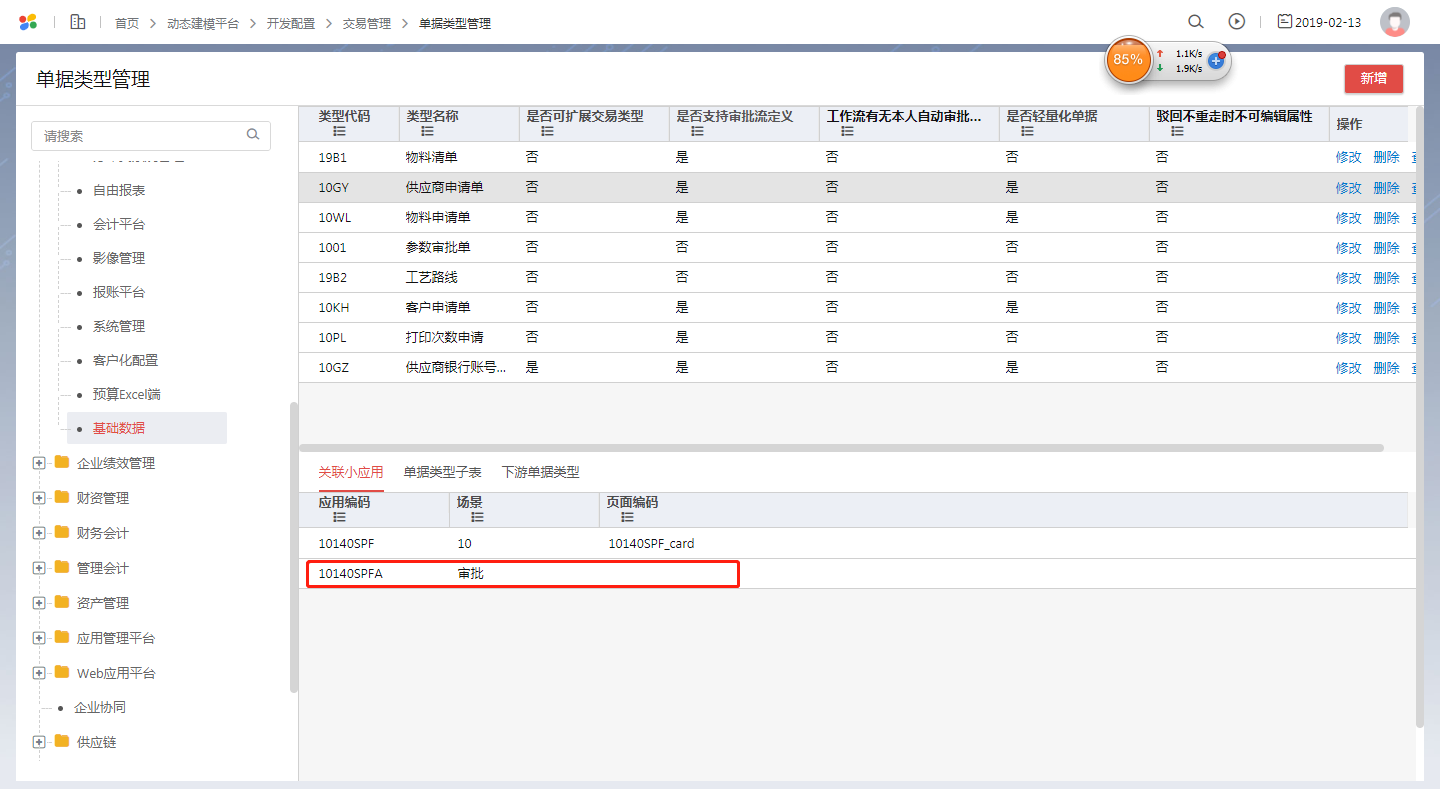 首页 动态建模平台 开发配置 交易管理 单据类型管理 2019-02-13
85% 1.1K/s
1.9K/s
单据类型管理 新增
请搜索
自由报表
会计平台
影像管理
报账平台
系统管理
客户化配置
预算Excel端
基础数据
企业绩效管理
财资管理
财务会计
管理会计
资产管理
应用管理平台
Web应用平台
企业协同
供应链
类型代码 类型名称 是否可扩展交易类型 是否支持审批流定义 工作流有无本人自动审批... 是否轻量化单据 驳回不重走时不可编辑属性 操作
19B1 物料清单 否 是 否 否 否 修改 删除
10GY 供应商申请单 否 是 否 是 否 修改 删除
10WL 物料申请单 否 是 否 是 否 修改 删除
1001 参数审批单 否 否 否 否 否 修改 删除
19B2 工艺路线 否 否 否 否 否 修改 删除
10KH 客户申请单 否 是 否 是 否 修改 删除
10PL 打印次数申请 否 是 否 否 否 修改 删除
10GZ 供应商银行账号... 是 是 否 是 否 修改 删除
关联小应用 单据类型子表 下游单据类型
应用编码 场景 页面编码
10140SPF 10 10140SPF_card
10140SPFA 审批